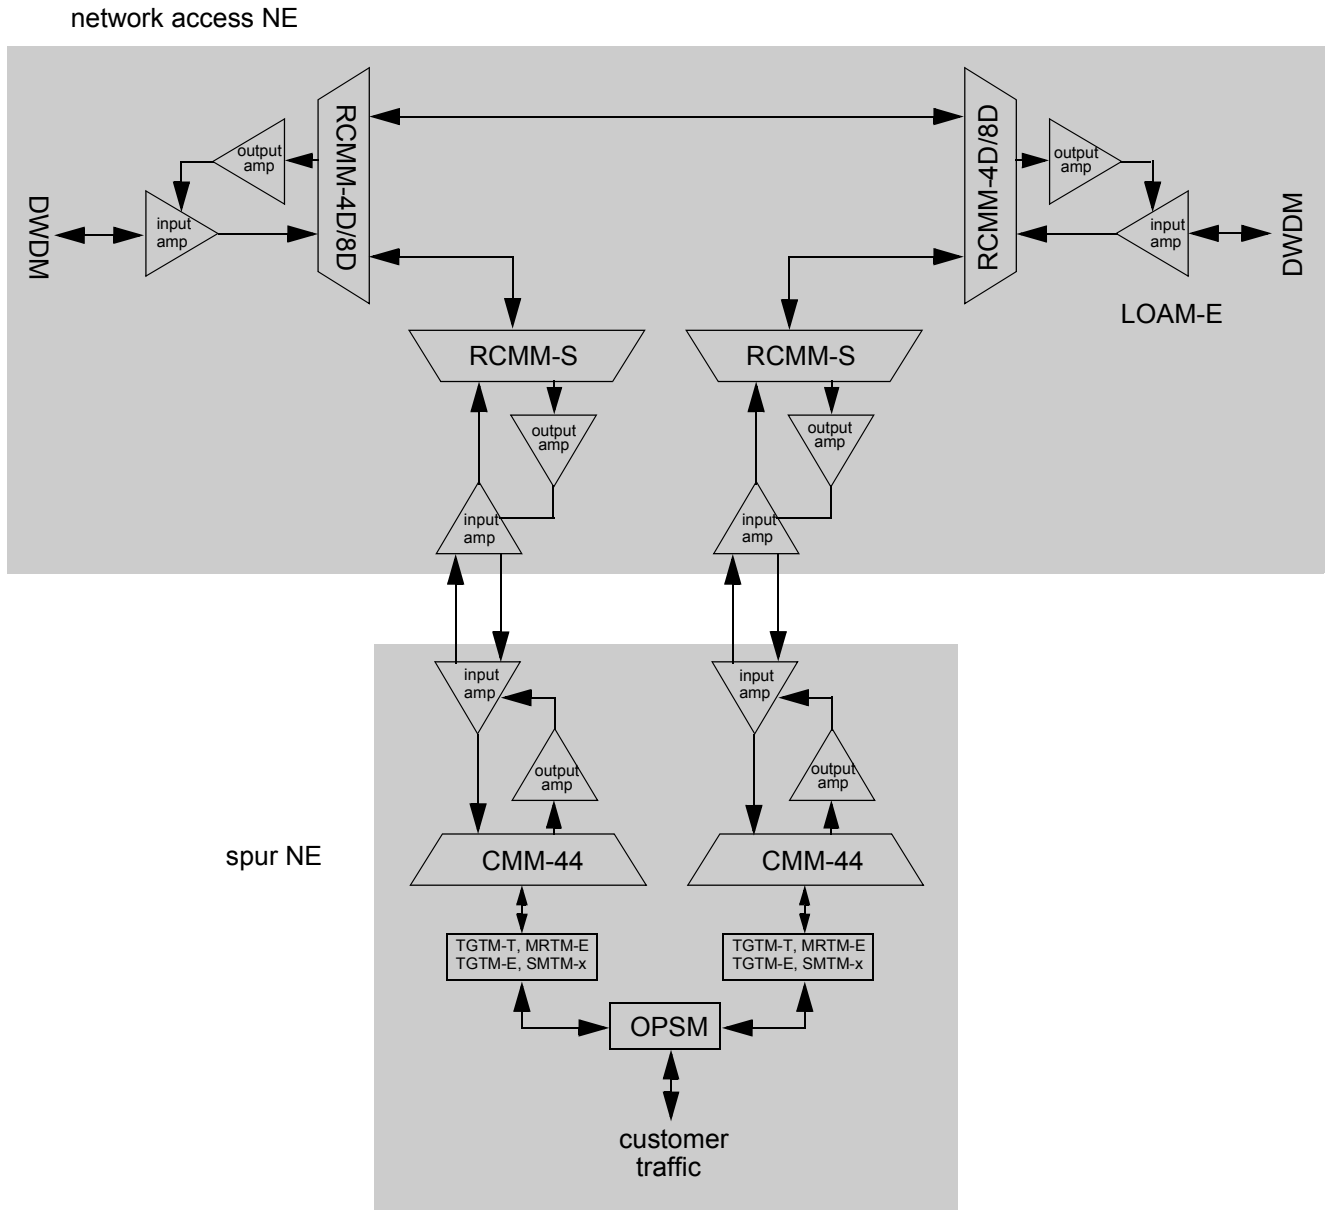 network access NE
RCMM-4D/8D
RCMM-4D/8D
output
amp
output
amp
DWDM
input
amp
input
amp
DWDM
LOAM-E
RCMM-S
RCMM-S
output
amp
output
amp
input
amp
input
amp
input
amp
input
amp
output
amp
output
amp
spur NE
CMM-44
CMM-44
TGTM-T, MRTM-E
TGTM-E, SMTM-x
TGTM-T, MRTM-E
TGTM-E, SMTM-x
OPSM
customer
traffic